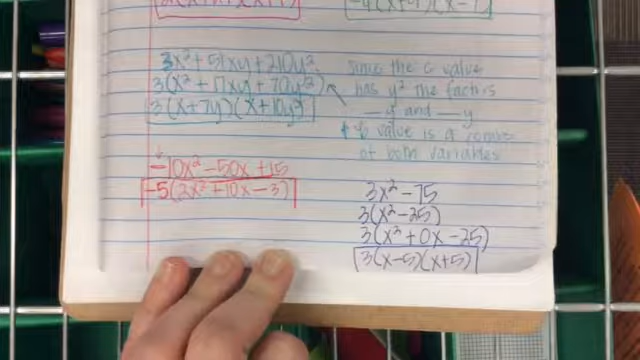 3x² + 51xy + 210y²
3(x² + 17xy + 70y²)
3(x + 7y)(x + 10y)
since the c value
has y² the factors
__y and __y
b value is a combo
of both variables
-10x² - 50x + 15
-5(2x² + 10x - 3)
3x² - 75
3(x² - 25)
3(x² + 0x - 25)
3(x - 5)(x + 5)